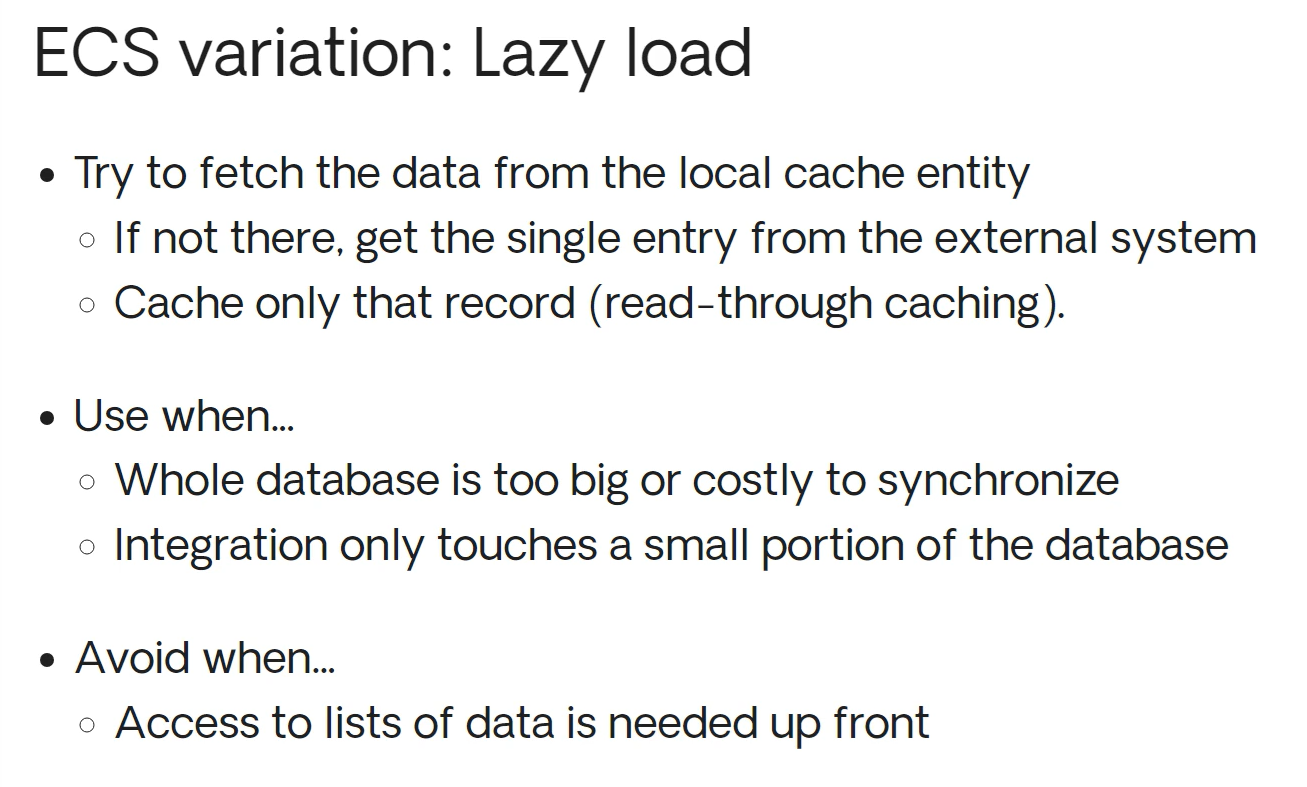 ECS variation: Lazy load
• Try to fetch the data from the local cache entity
○ If not there, get the single entry from the external system
○ Cache only that record (read-through caching).
• Use when...
○ Whole database is too big or costly to synchronize
○ Integration only touches a small portion of the database
• Avoid when...
○ Access to lists of data is needed up front